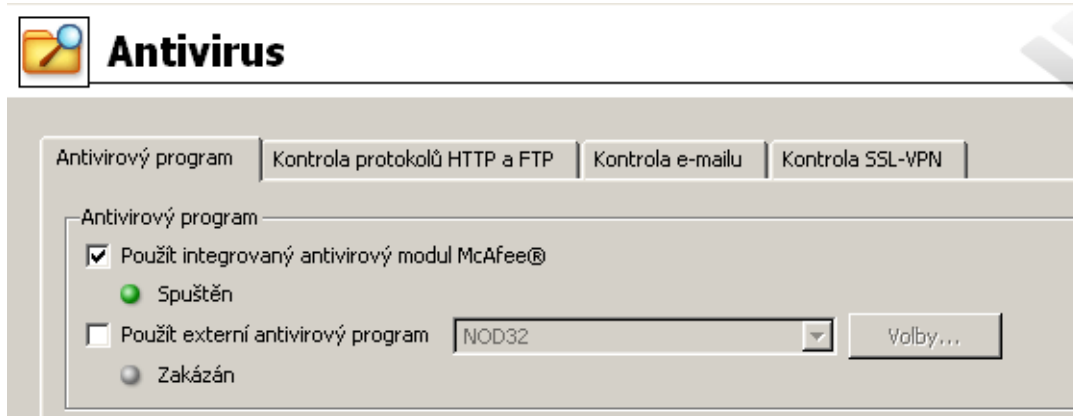 Antivirus
Antivirový program Kontrola protokolů HTTP a FTP Kontrola e-mailu Kontrola SSL-VPN
Antivirový program
Použít integrovaný antivirový modul McAfee®
Spuštěn
Použít externí antivirový program NOD32 Volby...
Zakázán